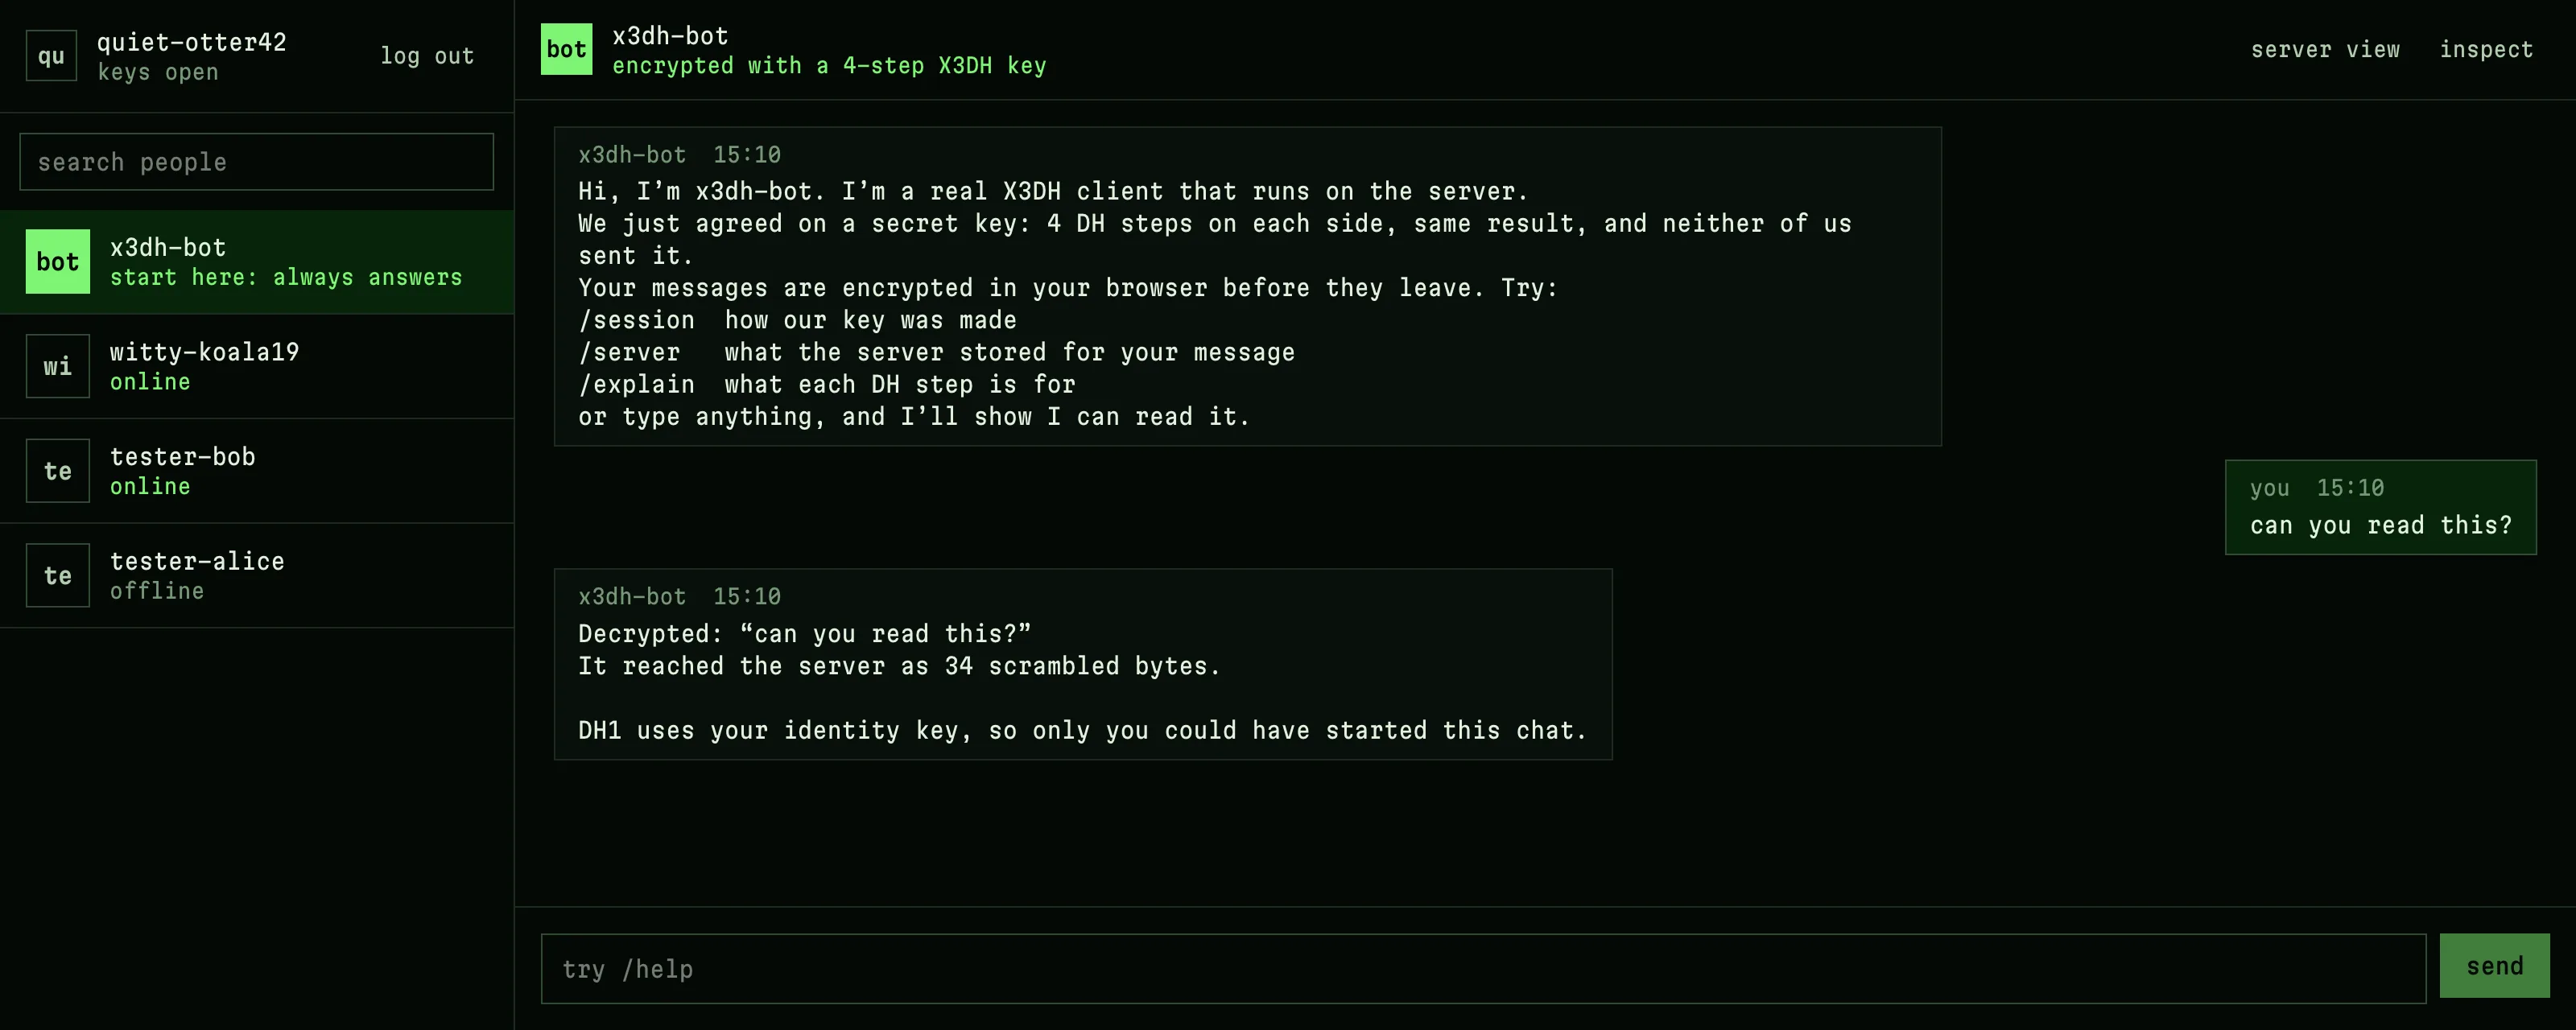 qu
quiet-otter42
keys open
log out
search people
bot
x3dh-bot
start here: always answers
wi
witty-koala19
online
te
tester-bob
online
te
tester-alice
offline
bot
x3dh-bot
encrypted with a 4-step X3DH key
server view
inspect
x3dh-bot 15:10
Hi, I’m x3dh-bot. I’m a real X3DH client that runs on the server.
We just agreed on a secret key: 4 DH steps on each side, same result, and neither of us
sent it.
Your messages are encrypted in your browser before they leave. Try:
/session how our key was made
/server what the server stored for your message
/explain what each DH step is for
or type anything, and I’ll show I can read it.
you 15:10
can you read this?
x3dh-bot 15:10
Decrypted: “can you read this?”
It reached the server as 34 scrambled bytes.
DH1 uses your identity key, so only you could have started this chat.
try /help
send